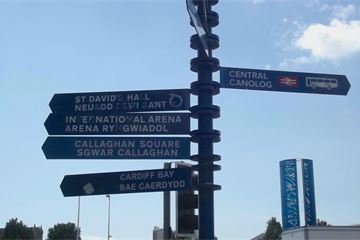 ST DAVID'S HALL
NEUADD DEWI SANT
INTERNATIONAL ARENA
ARENA RYNGWLADOL
CALLAGHAN SQUARE
SGWAR CALLAGHAN
CARDIFF BAY
BAE CAERDYDD
CENTRAL
CANOLOG